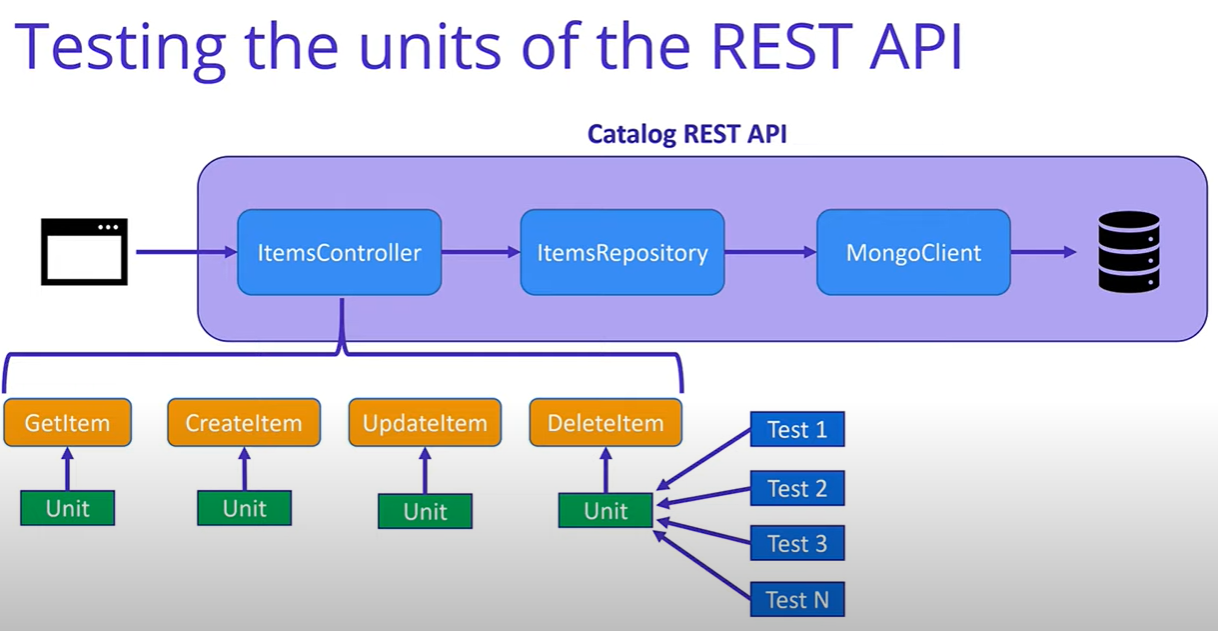 Testing the units of the REST API
Catalog REST API
ItemsController
ItemsRepository
MongoClient
GetItem
CreateItem
UpdateItem
DeleteItem
Unit
Unit
Unit
Unit
Test 1
Test 2
Test 3
Test N